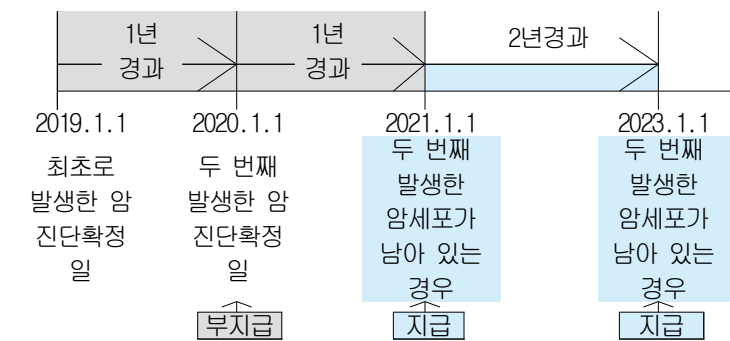 1년
경과
1년
경과
2년경과
2019.1.1
최초로
발생한 암
진단확정
일
2020.1.1
두 번째
발생한 암
진단확정
일
부지급
2021.1.1
두 번째
발생한
암세포가
남아 있는
경우
지급
2023.1.1
두 번째
발생한
암세포가
남아 있는
경우
지급